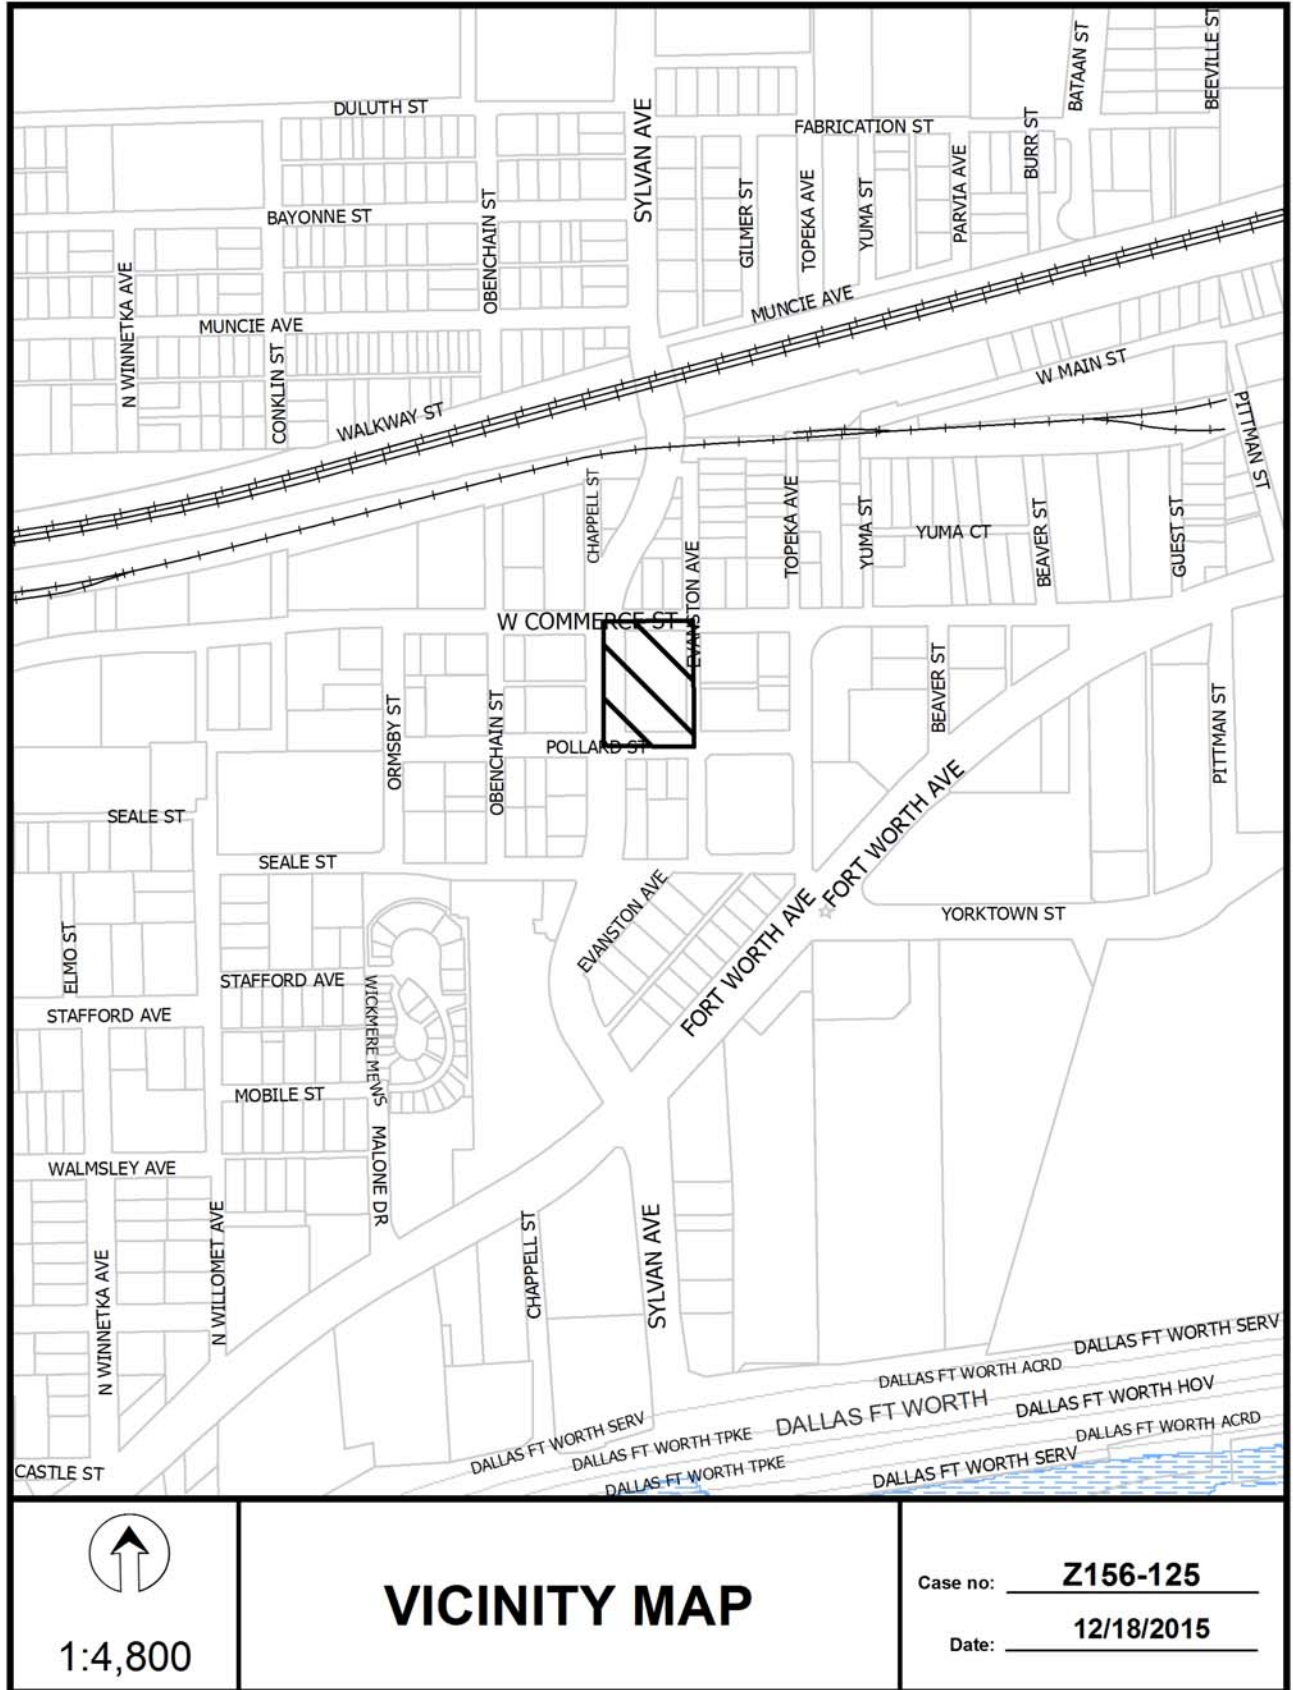 BATAAN ST
BEEVILLE ST
DULUTH ST
SYLVAN AVE
FABRICATION ST
BURR ST
PARVIA AVE
TOPEKA AVE
YUMA ST
GILMER ST
OBENCHAIN ST
BAYONNE ST
N WINNETKA AVE
MUNCIE AVE
MUNCIE AVE
CONKLIN ST
WALKWAY ST
W MAIN ST
PITTMAN ST
CHAPPELL ST
TOPEKA AVE
YUMA ST
YUMA CT
BEAVER ST
GUEST ST
EVANSTON AVE
W COMMERCE ST
ORMSBY ST
OBENCHAIN ST
BEAVER ST
PITTMAN ST
POLLARD ST
SEALE ST
SEALE ST
FORT WORTH AVE
EVANSTON AVE
FORT WORTH AVE
YORKTOWN ST
ELMO ST
STAFFORD AVE
WICKMERE MEWS
STAFFORD AVE
MOBILE ST
MALONE DR
WALMSLEY AVE
N WILLOMET AVE
CHAPPELL ST
SYLVAN AVE
N WINNETKA AVE
DALLAS FT WORTH SERV
DALLAS FT WORTH ACRD
DALLAS FT WORTH HOV
DALLAS FT WORTH
DALLAS FT WORTH SERV
DALLAS FT WORTH TPKE
DALLAS FT WORTH ACRD
DALLAS FT WORTH TPKE
DALLAS FT WORTH SERV
CASTLE ST
1:4,800
VICINITY MAP
Case no: Z156-125
Date: 12/18/2015